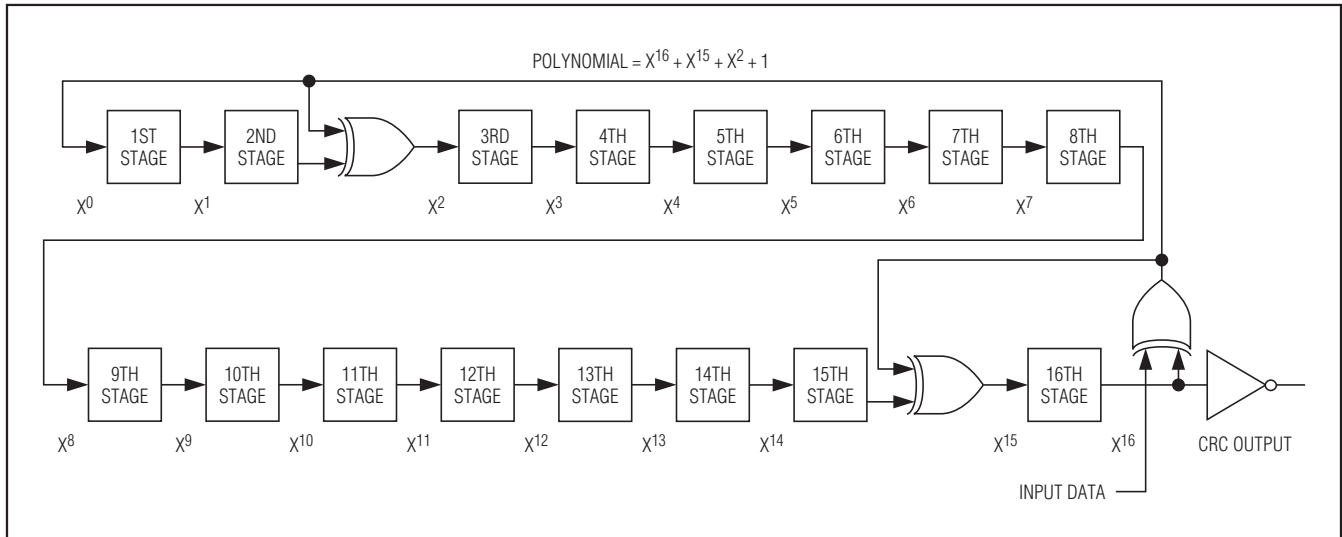 POLYNOMIAL = X¹⁶ + X¹⁵ + X² + 1
1ST
STAGE
2ND
STAGE
3RD
STAGE
4TH
STAGE
5TH
STAGE
6TH
STAGE
7TH
STAGE
8TH
STAGE
X⁰ X¹ X² X³ X⁴ X⁵ X⁶ X⁷
9TH
STAGE
10TH
STAGE
11TH
STAGE
12TH
STAGE
13TH
STAGE
14TH
STAGE
15TH
STAGE
16TH
STAGE
X⁸ X⁹ X¹⁰ X¹¹ X¹² X¹³ X¹⁴ X¹⁵ X¹⁶ CRC OUTPUT
INPUT DATA